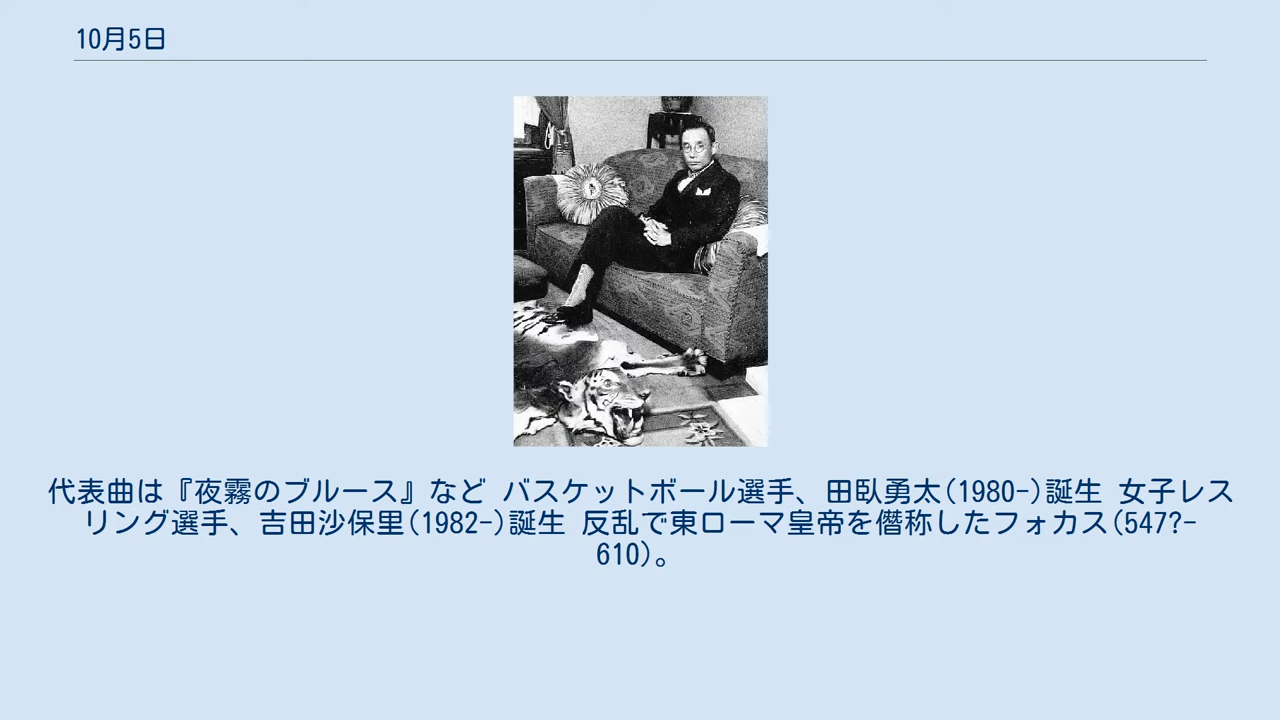 10月5日
代表曲は『夜霧のブルース』など バスケットボール選手、田臥勇太(1980-)誕生 女子レス
リング選手、吉田沙保里(1982-)誕生 反乱で東ローマ皇帝を僭称したフォカス(547?-
610)。